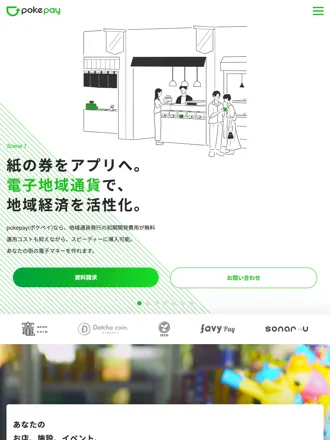 pokepay
Scene 1
紙の券をアプリへ。
電子地域通貨で、
地域経済を活性化。
pokepay(ポケペイ)なら、地域通貨発行の初期開発費用が無料
運用コストも抑えながら、スピーディーに導入可能。
あなたの街の電子マネーを作れます。
資料請求
お問い合わせ
Dotcha coin.
favy Pay
sonar-u
あなたの
お店、施設、イベント、